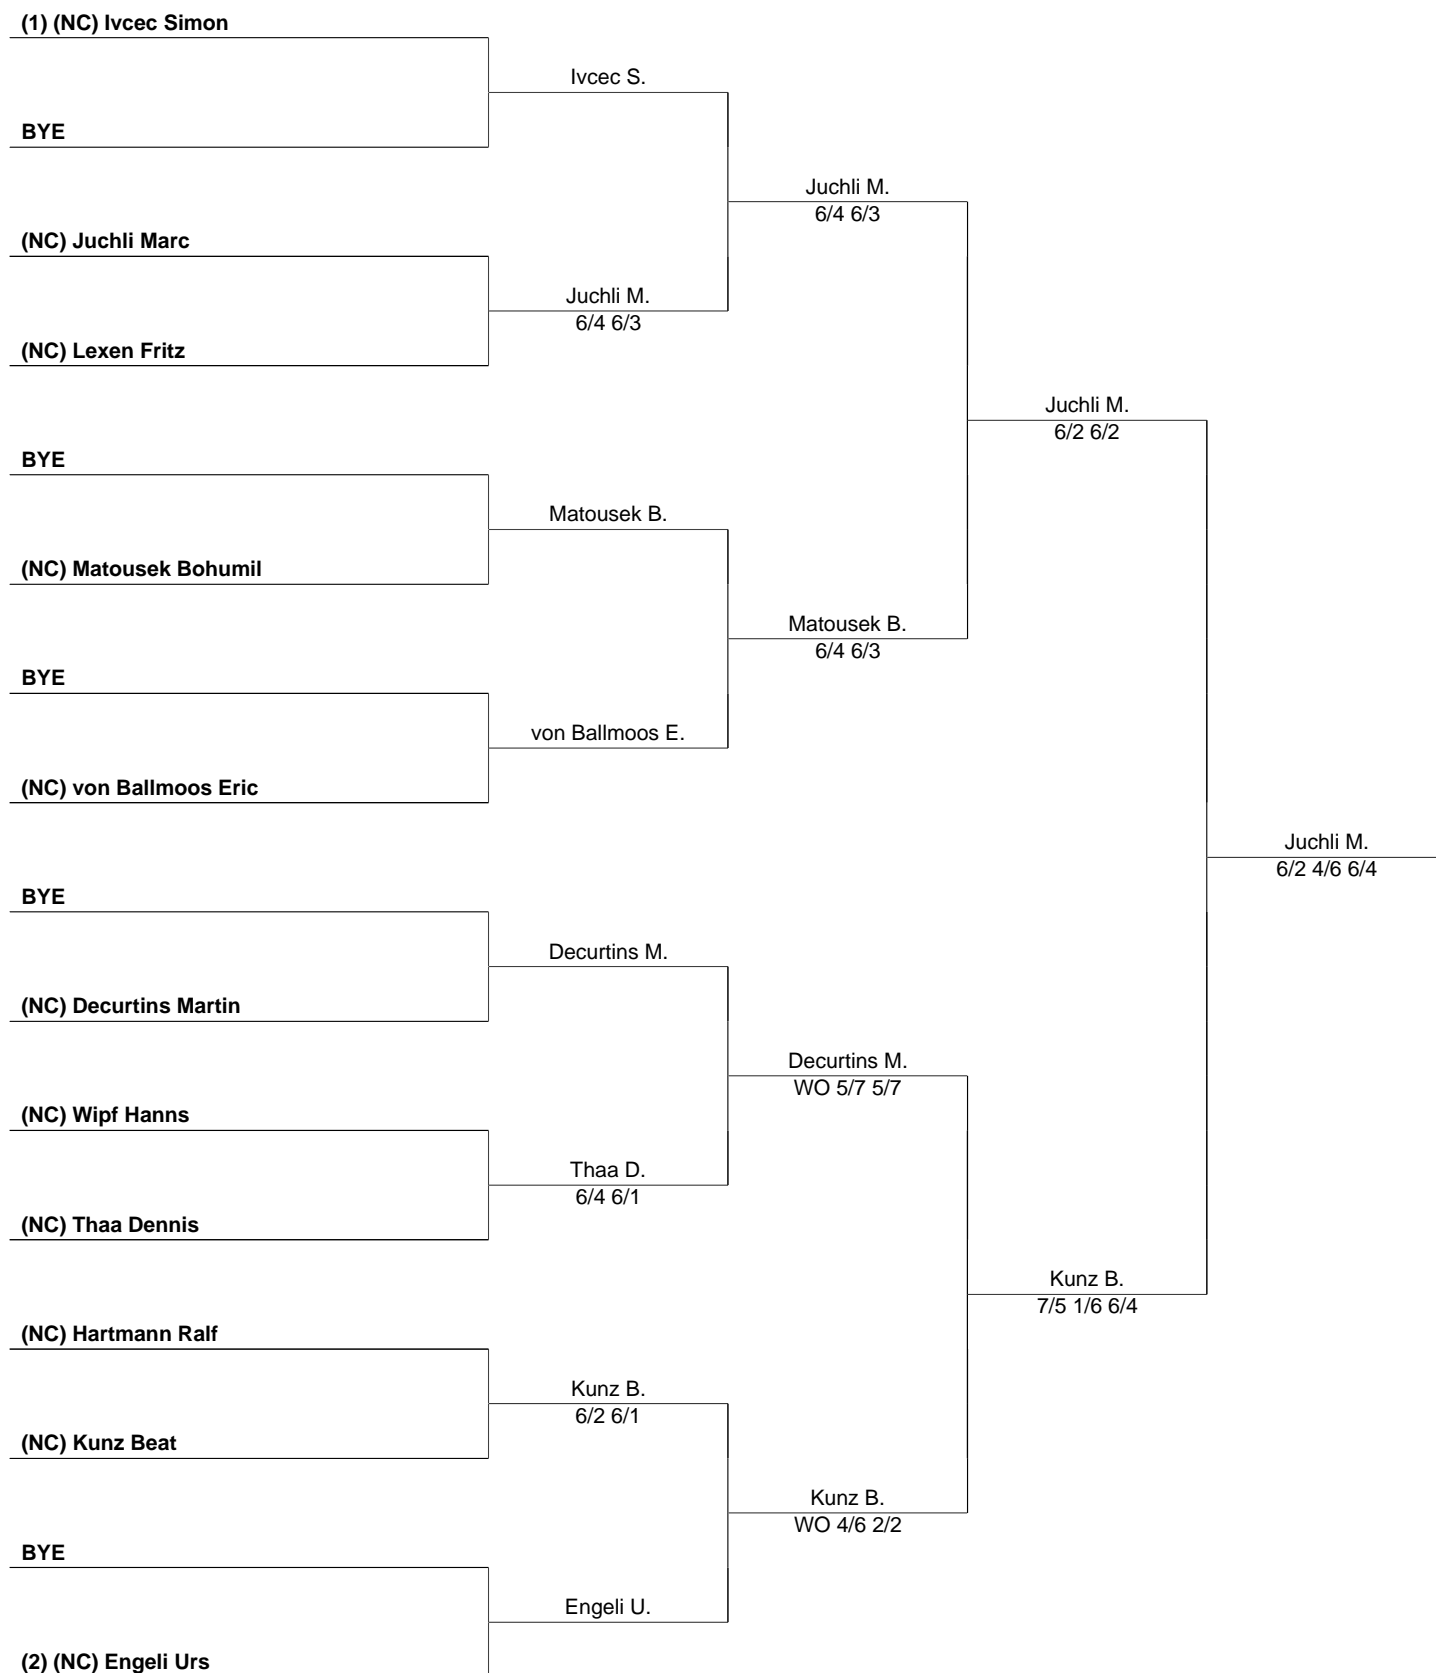 (1) (NC) Ivcec Simon
Ivcec S.
BYE
Juchli M.
6/4 6/3
(NC) Juchli Marc
Juchli M.
6/4 6/3
(NC) Lexen Fritz
Juchli M.
6/2 6/2
BYE
Matousek B.
(NC) Matousek Bohumil
Matousek B.
6/4 6/3
BYE
von Ballmoos E.
(NC) von Ballmoos Eric
Juchli M.
6/2 4/6 6/4
BYE
Decurtins M.
(NC) Decurtins Martin
Decurtins M.
WO 5/7 5/7
(NC) Wipf Hanns
Thaa D.
6/4 6/1
(NC) Thaa Dennis
Kunz B.
7/5 1/6 6/4
(NC) Hartmann Ralf
Kunz B.
6/2 6/1
(NC) Kunz Beat
Kunz B.
WO 4/6 2/2
BYE
Engeli U.
(2) (NC) Engeli Urs